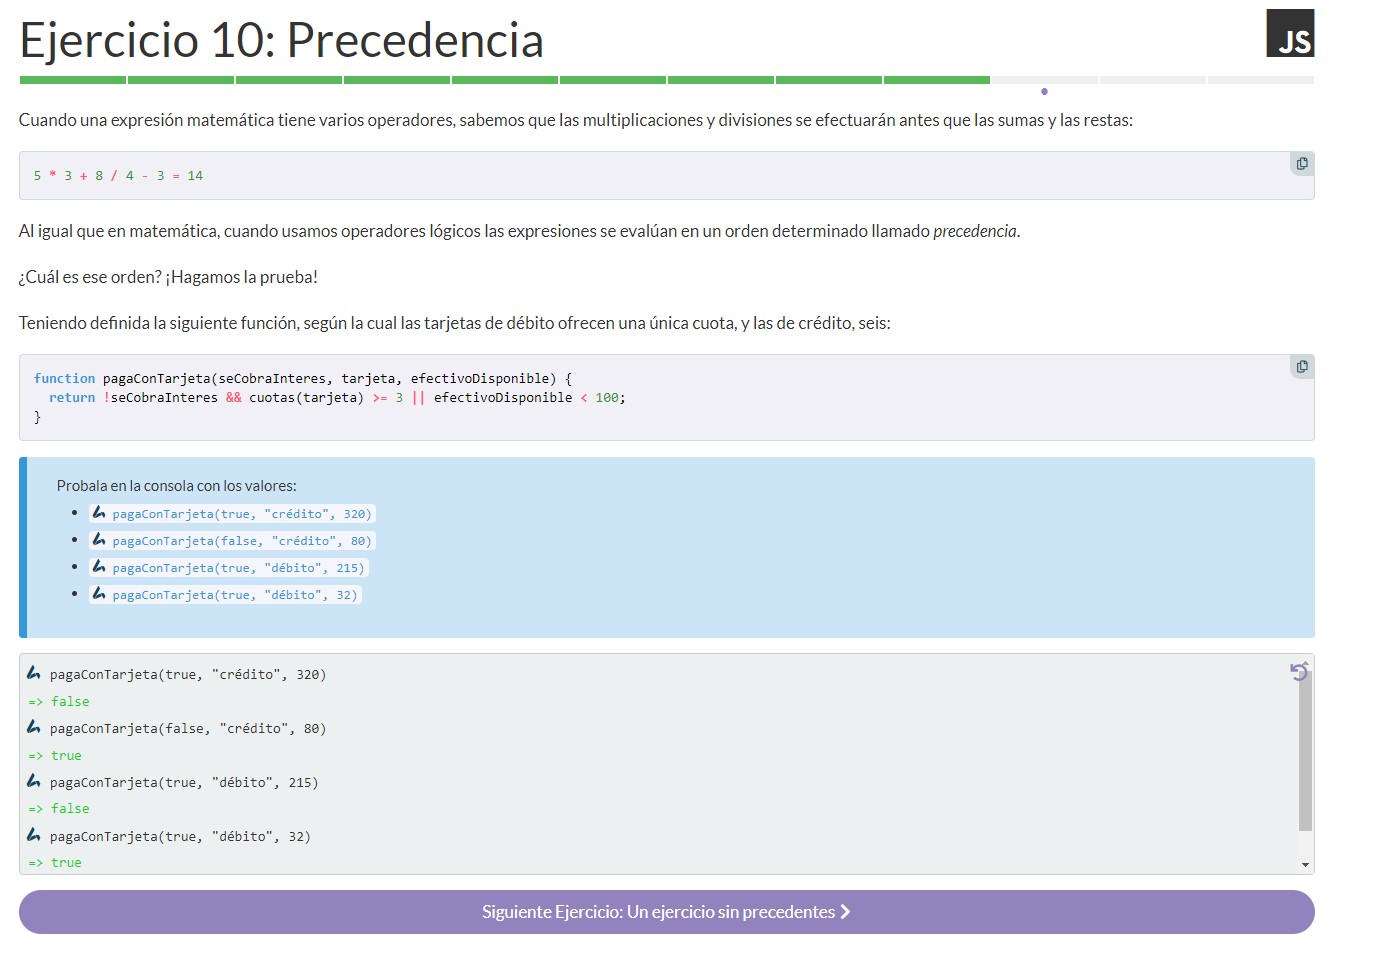 Ejercicio 10: Precedencia
JS
Cuando una expresión matemática tiene varios operadores, sabemos que las multiplicaciones y divisiones se efectuarán antes que las sumas y las restas:
5 * 3 + 8 / 4 - 3 = 14
Al igual que en matemática, cuando usamos operadores lógicos las expresiones se evalúan en un orden determinado llamado precedencia.
¿Cuál es ese orden? ¡Hagamos la prueba!
Teniendo definida la siguiente función, según la cual las tarjetas de débito ofrecen una única cuota, y las de crédito, seis:
function pagaConTarjeta(seCobraInteres, tarjeta, efectivoDisponible) {
return !seCobraInteres && cuotas(tarjeta) >= 3 || efectivoDisponible < 100;
}
Probala en la consola con los valores:
pagaConTarjeta(true, "crédito", 320)
pagaConTarjeta(false, "crédito", 80)
pagaConTarjeta(true, "débito", 215)
pagaConTarjeta(true, "débito", 32)
pagaConTarjeta(true, "crédito", 320)
=> false
pagaConTarjeta(false, "crédito", 80)
=> true
pagaConTarjeta(true, "débito", 215)
=> false
pagaConTarjeta(true, "débito", 32)
=> true
Siguiente Ejercicio: Un ejercicio sin precedentes